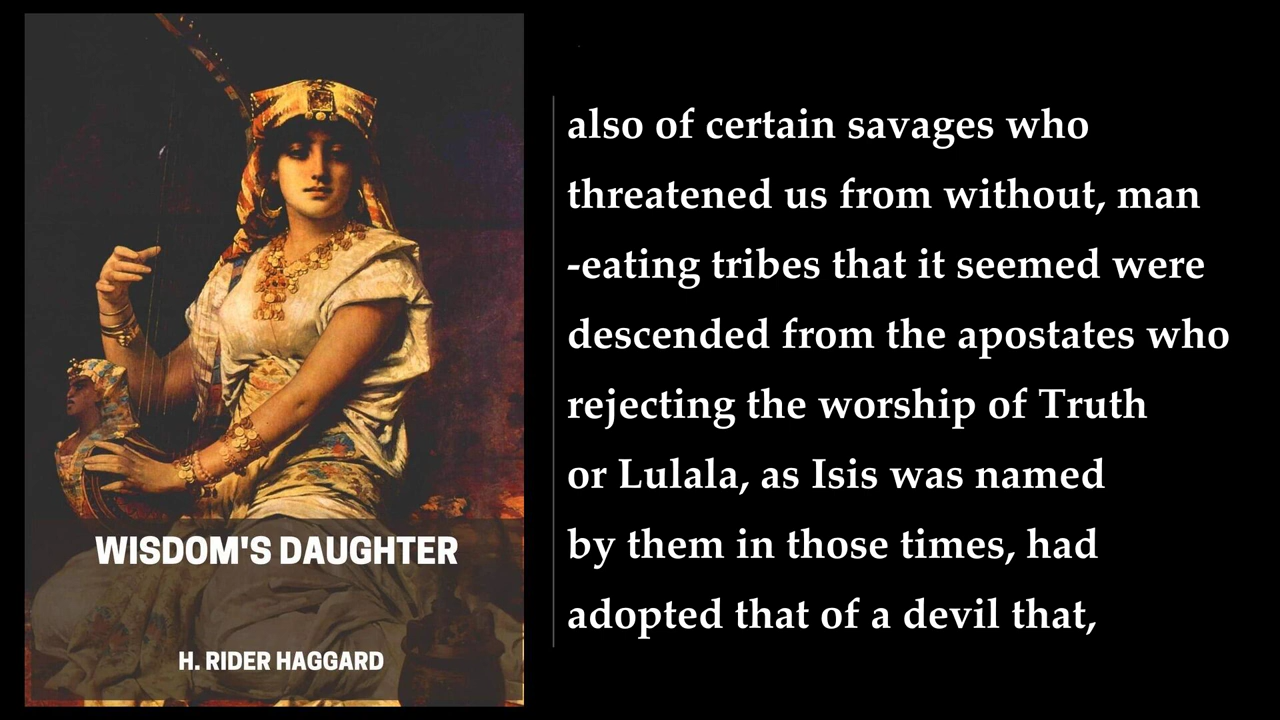 WISDOM'S DAUGHTER
H. RIDER HAGGARD
also of certain savages who
threatened us from without, man
-eating tribes that it seemed were
descended from the apostates who
rejecting the worship of Truth
or Lulala, as Isis was named
by them in those times, had
adopted that of a devil that,